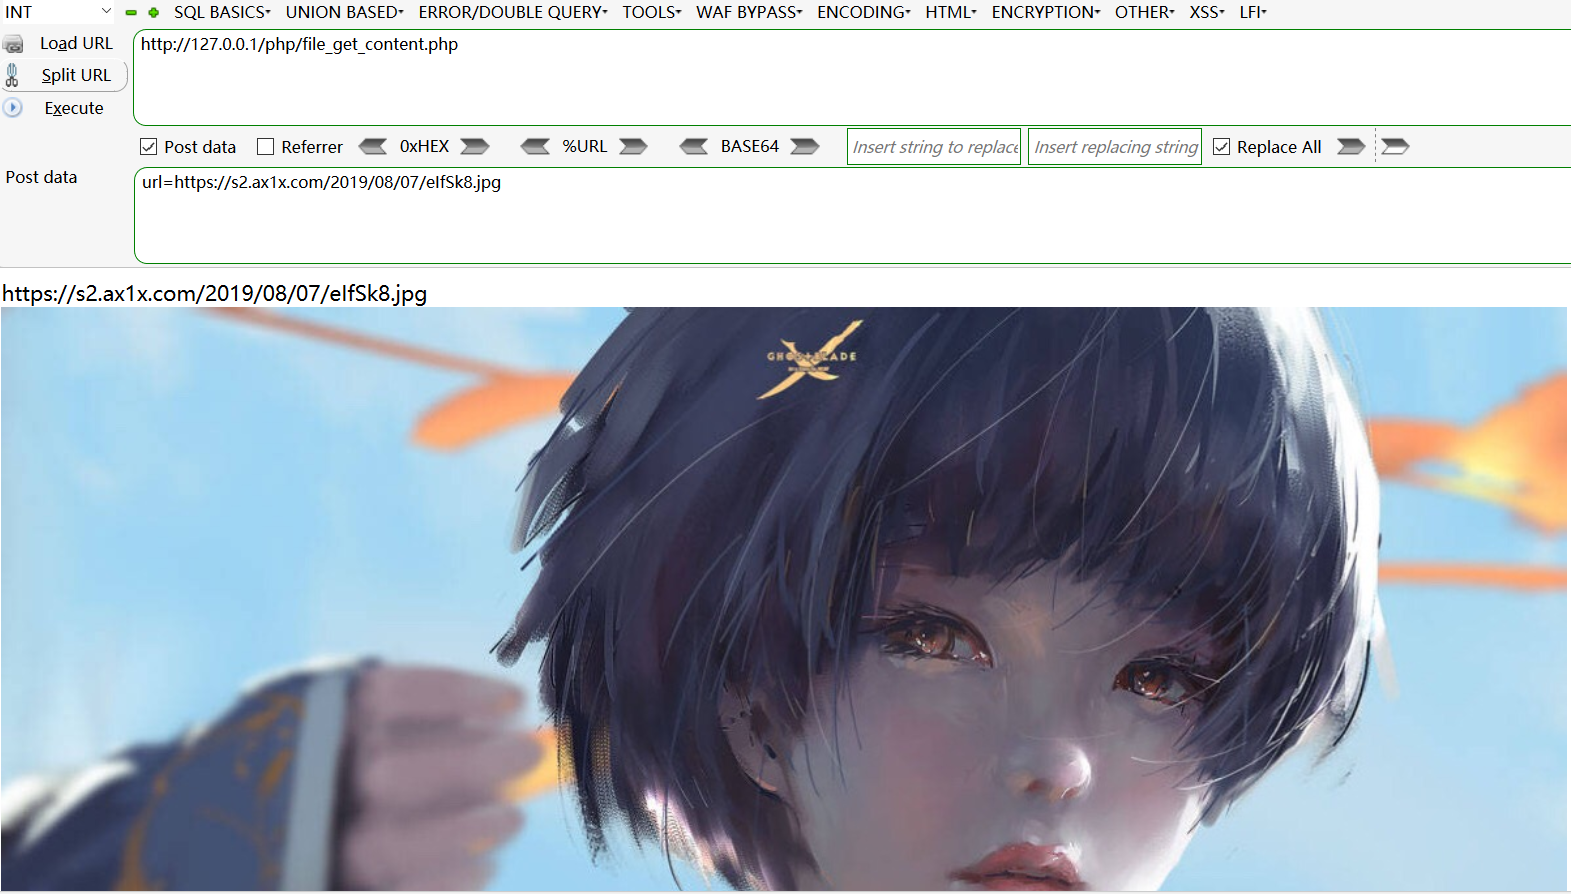 INT SQL BASICS UNION BASED ERROR/DOUBLE QUERY TOOLS WAF BYPASS ENCODING HTML ENCRYPTION OTHER XSS LFI
Load URL http://127.0.0.1/php/file_get_content.php
Split URL
Execute
Post data Referrer 0xHEX %URL BASE64 Insert string to replace Insert replacing string Replace All
Post data url=https://s2.ax1x.com/2019/08/07/eIfSk8.jpg
https://s2.ax1x.com/2019/08/07/eIfSk8.jpg
GHOSTBLADE